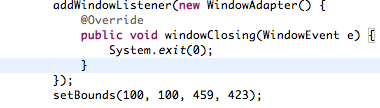 addWindowListener(new WindowAdapter() {
@Override
public void windowClosing(WindowEvent e) {
System.exit(0);
}
});
setBounds(100, 100, 459, 423);